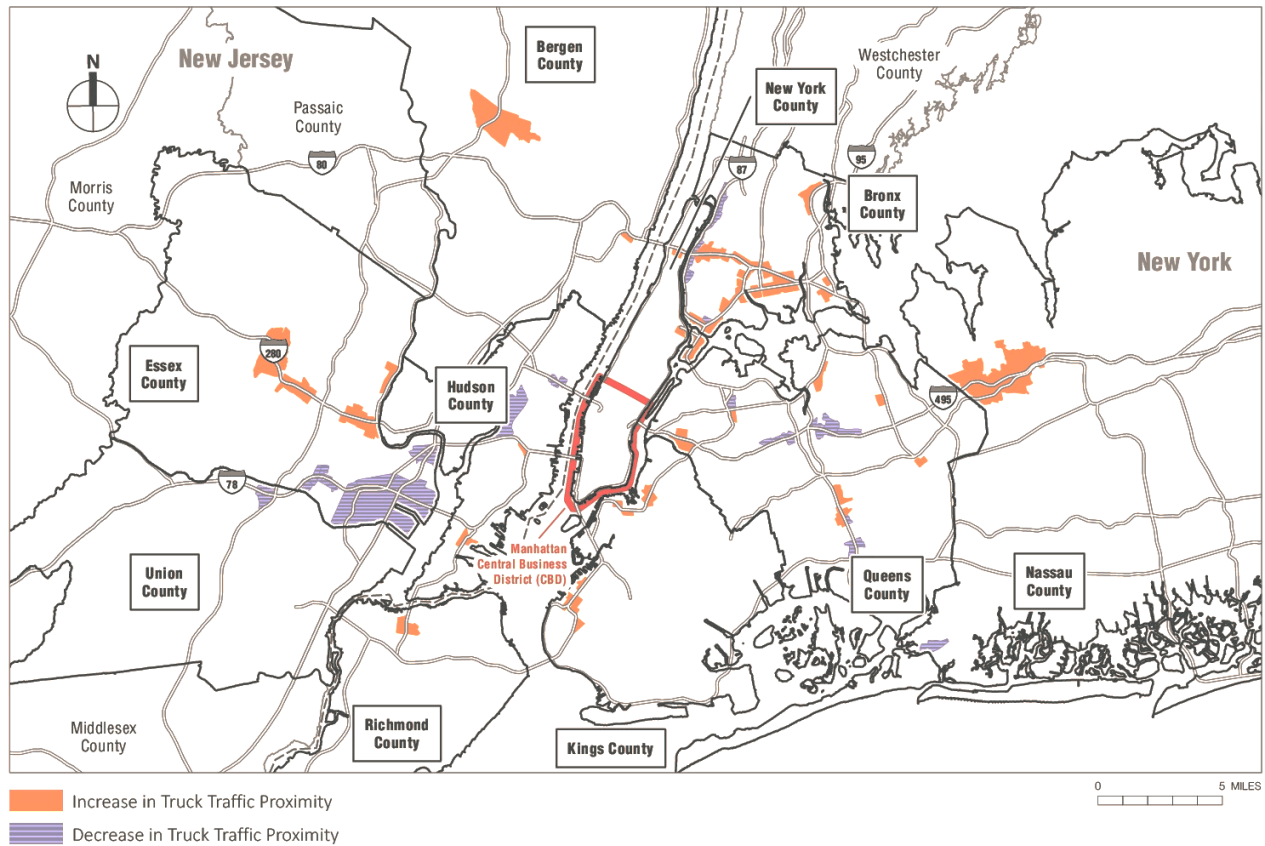 Bergen
County
New Jersey
Westchester
County
N
New York
County
Passaic
County
80
87
95
Morris
County
Bronx
County
New York
280
Essex
County
Hudson
County
495
78
Manhattan
Central Business
District (CBD)
Union
County
Queens
County
Nassau
County
Middlesex
County
Richmond
County
Kings County
0 5 MILES
Increase in Truck Traffic Proximity
Decrease in Truck Traffic Proximity